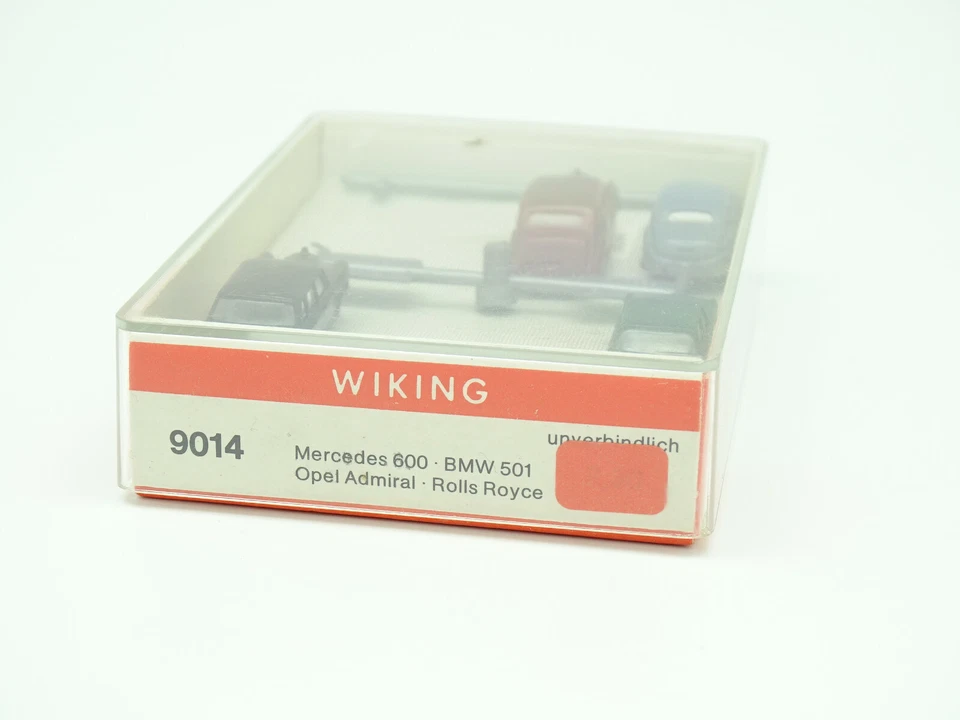 WIKING
9014
unverbindlich
Mercedes 600 · BMW 501
Opel Admiral · Rolls Royce